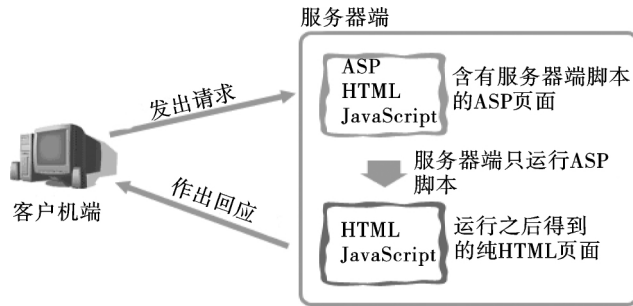 服务器端
ASP
HTML
JavaScript
含有服务器端脚本
的ASP页面
发出请求
服务器端只运行ASP
脚本
客户机端
作出回应
HTML
JavaScript
运行之后得到
的纯HTML页面